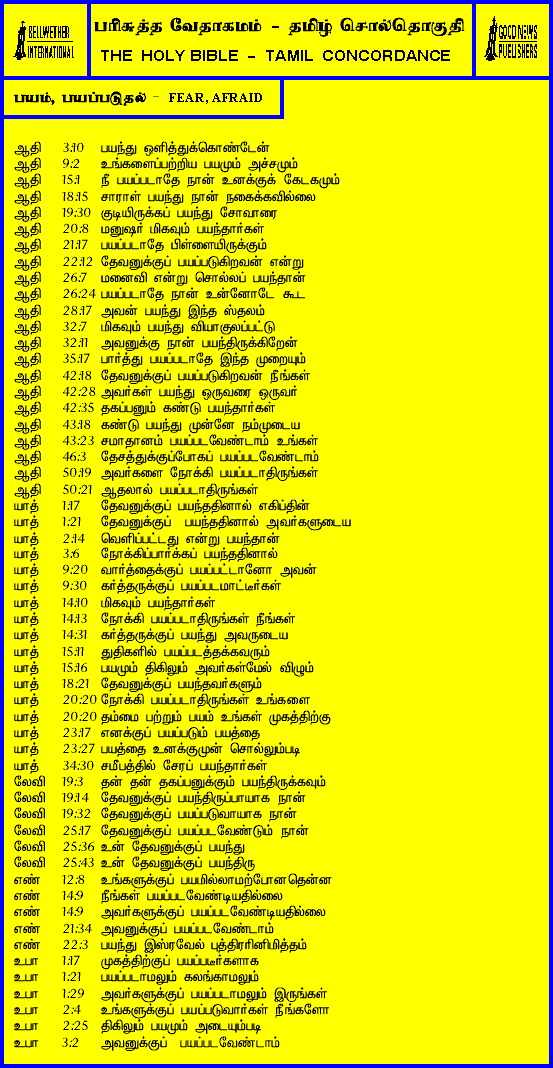 BELLWETHER INTERNATIONAL
பரிசுத்த வேதாகமம் - தமிழ் சொல்தொகுதி
THE HOLY BIBLE - TAMIL CONCORDANCE
GOOD NEWS PUBLISHERS
பயம், பயப்படுதல் - FEAR, AFRAID
ஆதி 3:10 பயந்து ஒளித்துக்கொண்டேன்
ஆதி 9:2 உங்களைப்பற்றிய பயமும் அச்சமும்
ஆதி 15:1 நீ பயப்படாதே நான் உனக்குக் கேடகமும்
ஆதி 18:15 சாராள் பயந்து நான் நகைக்கவில்லை
ஆதி 19:30 குடியிருக்கப் பயந்து சோவாரை
ஆதி 20:8 மனுஷர் மிகவும் பயந்தார்கள்
ஆதி 21:17 பயப்படாதே பிள்ளையிருக்கும்
ஆதி 22:12 தேவனுக்குப் பயப்படுகிறவன் என்று
ஆதி 26:7 மனைவி என்று சொல்லப் பயந்தான்
ஆதி 26:24 பயப்படாதே நான் உன்னோடே கூட
ஆதி 28:17 அவன் பயந்து இந்த ஸ்தலம்
ஆதி 32:7 மிகவும் பயந்து வியாகுலப்பட்டு
ஆதி 32:11 அவனுக்கு நான் பயந்திருக்கிறேன்
ஆதி 35:17 பார்த்து பயப்படாதே இந்த முறையும்
ஆதி 42:18 தேவனுக்குப் பயப்படுகிறவன் நீங்கள்
ஆதி 42:28 அவர்கள் பயந்து ஒருவரை ஒருவர்
ஆதி 42:35 தகப்பனும் கண்டு பயந்தார்கள்
ஆதி 43:18 கண்டு பயந்து முன்னே நம்முடைய
ஆதி 43:23 சமாதானம் பயப்படவேண்டாம் உங்கள்
ஆதி 46:3 தேசத்துக்குப்போகப் பயப்படவேண்டாம்
ஆதி 50:19 அவர்களை நோக்கி பயப்படாதிருங்கள்
ஆதி 50:21 ஆதலால் பயப்படாதிருங்கள்
யாத் 1:17 தேவனுக்குப் பயந்ததினால் எகிப்தின்
யாத் 1:21 தேவனுக்குப் பயந்ததினால் அவர்களுடைய
யாத் 2:14 வெளிப்பட்டது என்று பயந்தான்
யாத் 3:6 நோக்கிப்பார்க்கப் பயந்ததினால்
யாத் 9:20 வார்த்தைக்குப் பயப்பட்டானோ அவன்
யாத் 9:30 கர்த்தருக்குப் பயப்படமாட்டீர்கள்
யாத் 14:10 மிகவும் பயந்தார்கள்
யாத் 14:13 நோக்கி பயப்படாதிருங்கள் நீங்கள்
யாத் 14:31 கர்த்தருக்குப் பயந்து அவருடைய
யாத் 15:11 துதிகளில் பயப்படத்தக்கவரும்
யாத் 15:16 பயமும் திகிலும் அவர்கள்மேல் விழும்
யாத் 18:21 தேவனுக்குப் பயந்தவர்களும்
யாத் 20:20 நோக்கி பயப்படாதிருங்கள் உங்களை
யாத் 20:20 தம்மை பற்றும் பயம் உங்கள் முகத்திற்கு
யாத் 23:17 எனக்குப் பயப்படும் பயத்தை
யாத் 23:27 பயத்தை உனக்குமுன் சொல்லும்படி
யாத் 34:30 சமீபத்தில் சேரப் பயந்தார்கள்
லேவி 19:3 தன் தன் தகப்பனுக்கும் பயந்திருக்கவும்
லேவி 19:14 தேவனுக்குப் பயந்திருப்பாயாக நான்
லேவி 19:32 தேவனுக்குப் பயப்படுவாயாக நான்
லேவி 25:17 தேவனுக்குப் பயப்படவேண்டும் நான்
லேவி 25:36 உன் தேவனுக்குப் பயந்து
லேவி 25:43 உன் தேவனுக்குப் பயந்திரு
எண் 12:8 உங்களுக்குப் பயமில்லாமற்போனதென்ன
எண் 14:9 நீங்கள் பயப்படவேண்டியதில்லை
எண் 14:9 அவர்களுக்குப் பயப்படவேண்டியதில்லை
எண் 21:34 அவனுக்குப் பயப்படவேண்டாம்
எண் 22:3 பயந்து இஸ்ரவேல் புத்திரரினிமித்தம்
உபா 1:17 முகத்திற்குப் பயப்படீர்களாக
உபா 1:21 பயப்படாமலும் கலங்காமலும்
உபா 1:29 அவர்களுக்குப் பயப்படாமலும் இருங்கள்
உபா 2:4 உங்களுக்குப் பயப்படுவார்கள் நீங்களோ
உபா 2:25 திகிலும் பயமும் அடையும்படி
உபா 3:2 அவனுக்குப் பயப்படவேண்டாம்